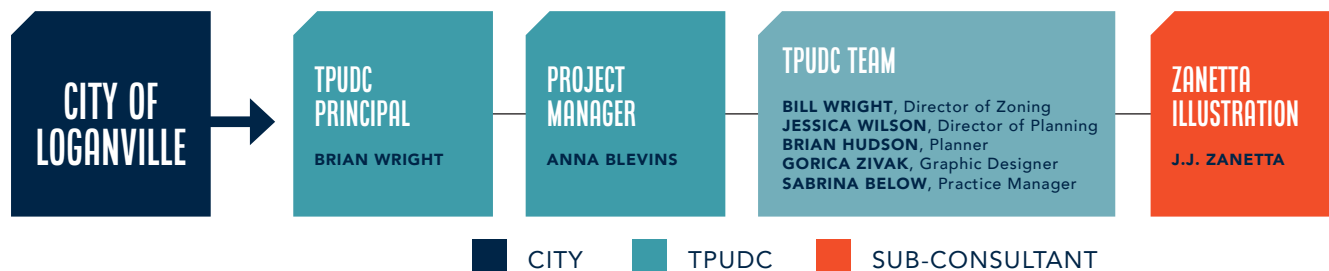 CITY OF
LOGANVILLE
TPUDC
PRINCIPAL
BRIAN WRIGHT
PROJECT
MANAGER
ANNA BLEVINS
TPUDC TEAM
BILL WRIGHT, Director of Zoning
JESSICA WILSON, Director of Planning
BRIAN HUDSON, Planner
GORICA ZIVAK, Graphic Designer
SABRINA BELOW, Practice Manager
ZANETTA
ILLUSTRATION
J.J. ZANETTA
CITY
TPUDC
SUB-CONSULTANT